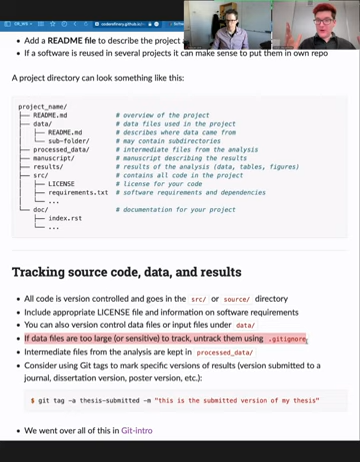 coderefinery.github.io
Add a README file to describe the project
If a software is reused in several projects it can make sense to put them in own repo
A project directory can look something like this:
project_name/
├── README.md # overview of the project
├── data/ # data files used in the project
│ ├── README.md # describes where data came from
│ └── sub-folder/ # may contain subdirectories
├── processed_data/ # intermediate files from the analysis
├── manuscript/ # manuscript describing the results
├── results/ # results of the analysis (data, tables, figures)
├── src/ # contains all code in the project
│ ├── LICENSE # license for your code
│ ├── requirements.txt # software requirements and dependencies
│ └── ...
└── doc/ # documentation for your project
├── index.rst
└── ...
Tracking source code, data, and results
All code is version controlled and goes in the src/ or source/ directory
Include appropriate LICENSE file and information on software requirements
You can also version control data files or input files under data/
If data files are too large (or sensitive) to track, untrack them using .gitignore
Intermediate files from the analysis are kept in processed_data/
Consider using Git tags to mark specific versions of results (version submitted to a
journal, dissertation version, poster version, etc.):
$ git tag -a thesis-submitted -m "this is the submitted version of my thesis"
We went over all of this in Git-intro